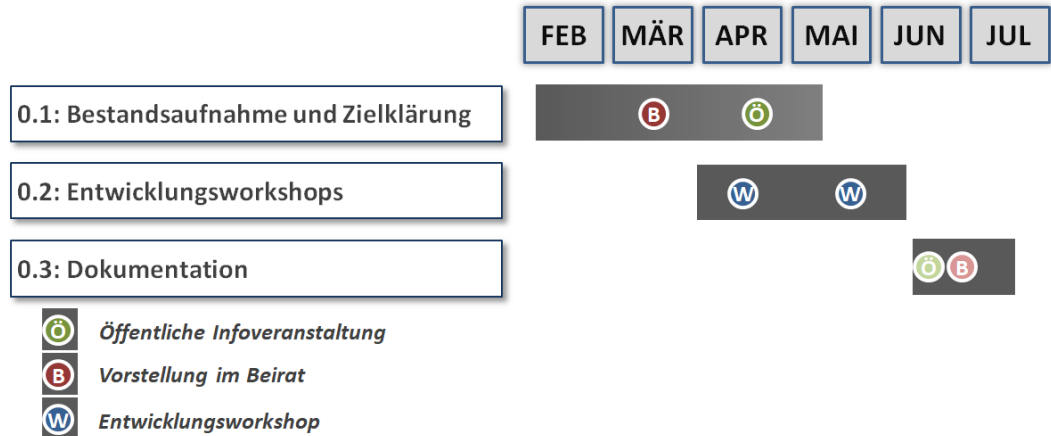 FEB MÄR APR MAI JUN JUL
0.1: Bestandsaufnahme und Zielklärung B Ö
0.2: Entwicklungsworkshops W W
0.3: Dokumentation Ö B
Ö Öffentliche Infoveranstaltung
B Vorstellung im Beirat
W Entwicklungsworkshop